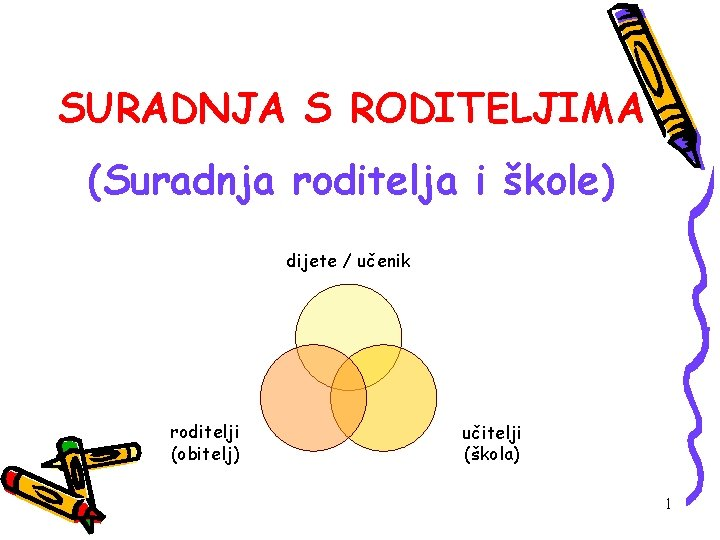 SURADNJA S RODITELJIMA
(Suradnja roditelja i škole)
dijete / učenik
roditelji
(obitelj)
učitelji
(škola)
1